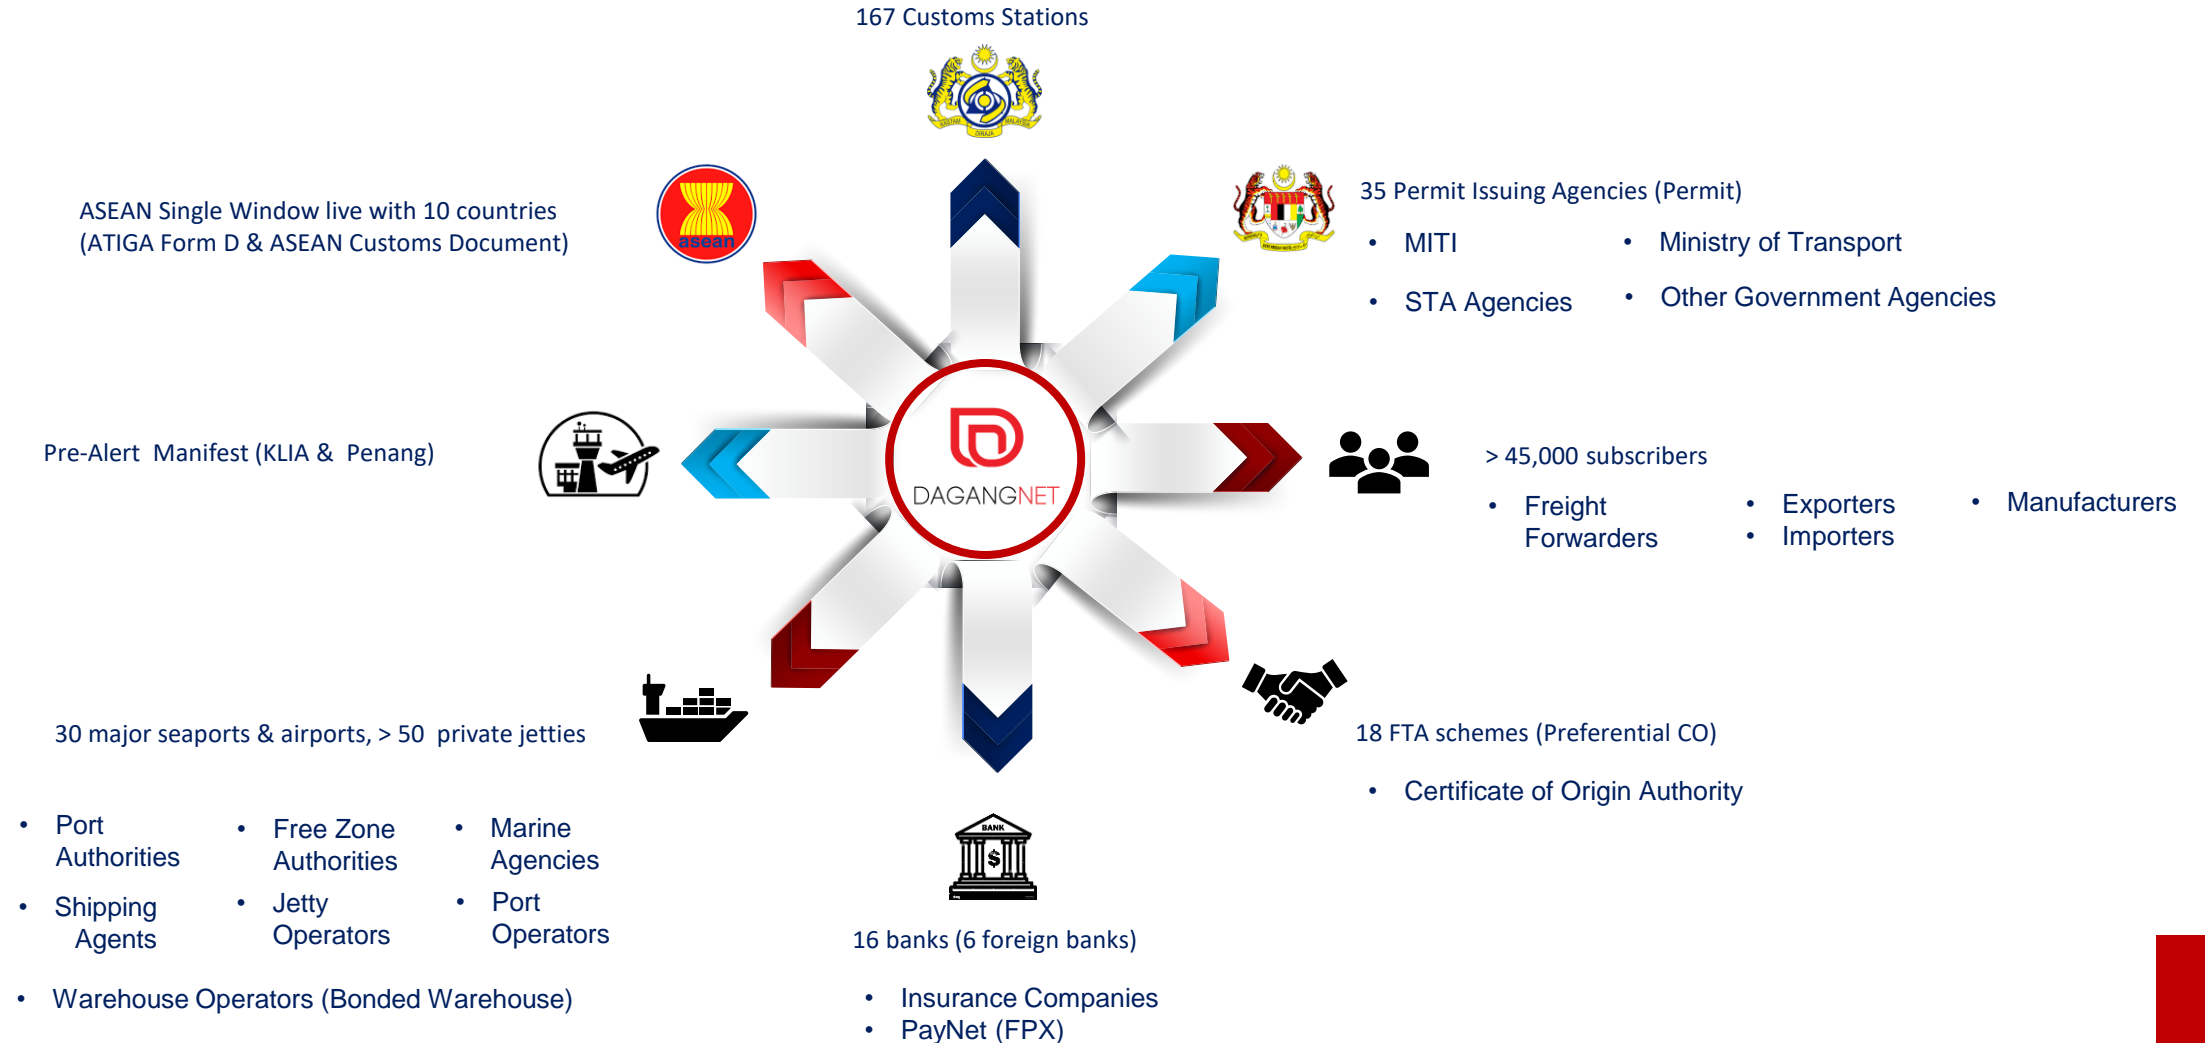 167 Customs Stations
KASTAM
DIRAJA
MALAYSIA
ASEAN Single Window live with 10 countries
(ATIGA Form D & ASEAN Customs Document)
asean
35 Permit Issuing Agencies (Permit)
• MITI
• Ministry of Transport
• STA Agencies
• Other Government Agencies
Pre-Alert Manifest (KLIA & Penang)
DAGANGNET
> 45,000 subscribers
• Freight
Forwarders
• Exporters
• Importers
• Manufacturers
30 major seaports & airports, > 50 private jetties
• Port
Authorities
• Free Zone
Authorities
• Marine
Agencies
• Shipping
Agents
• Jetty
Operators
• Port
Operators
• Warehouse Operators (Bonded Warehouse)
BANK
$
16 banks (6 foreign banks)
• Insurance Companies
• PayNet (FPX)
18 FTA schemes (Preferential CO)
• Certificate of Origin Authority